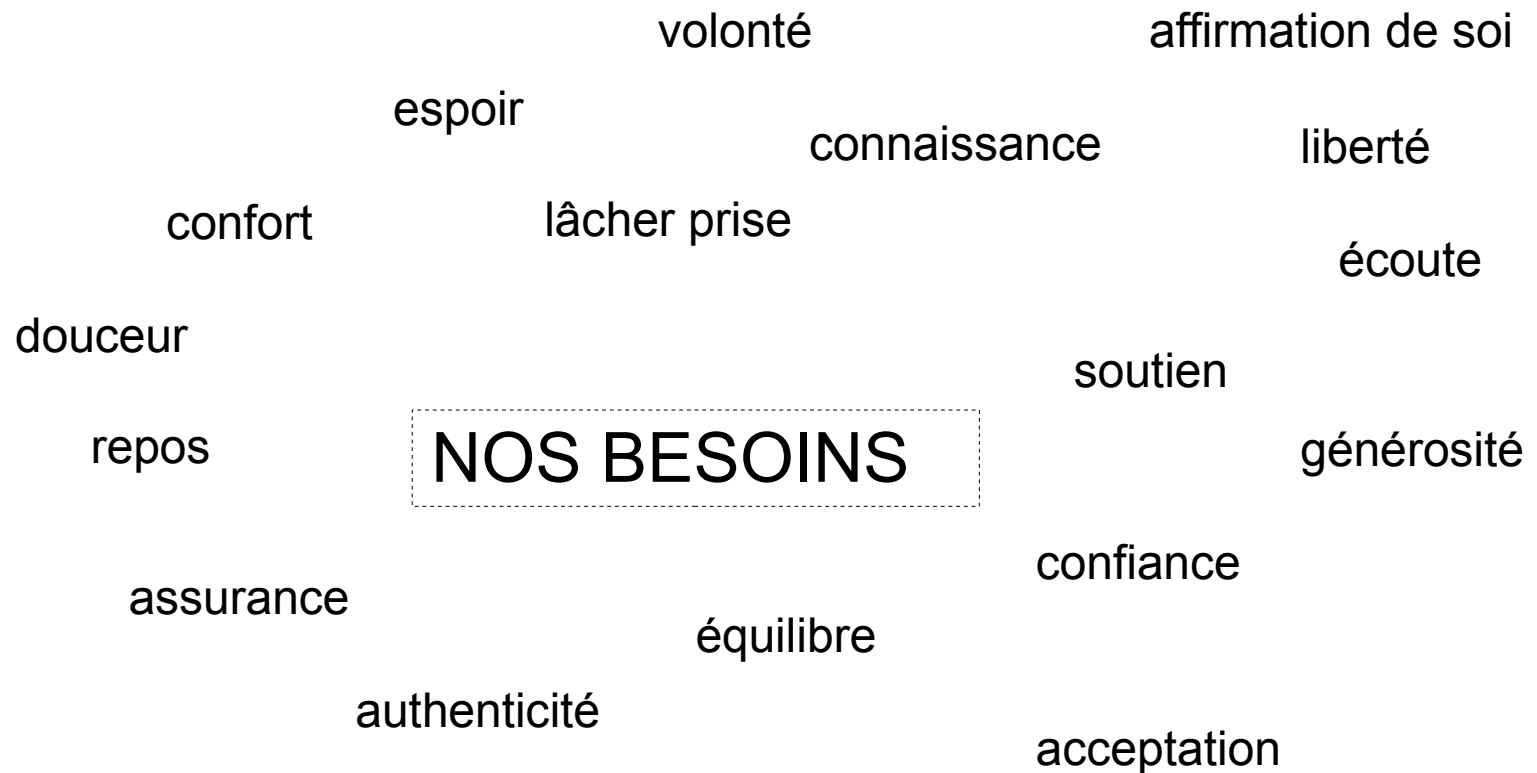 volonté
affirmation de soi
espoir
connaissance
liberté
confort
lâcher prise
écoute
douceur
soutien
repos
NOS BESOINS
générosité
confiance
assurance
équilibre
authenticité
acceptation